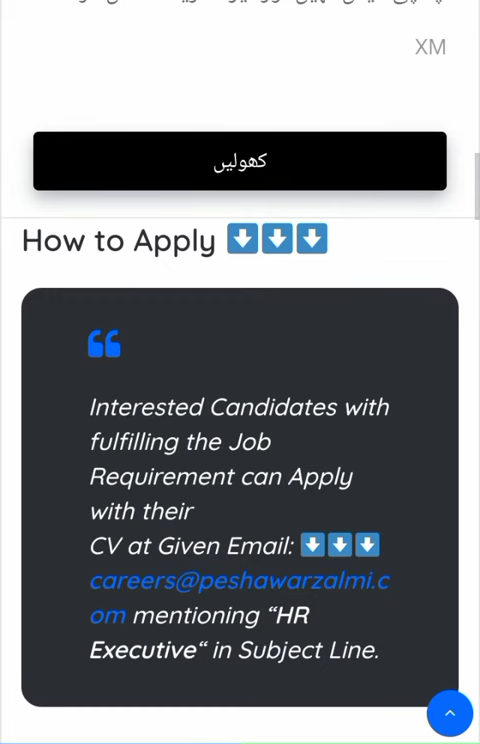 XM
کھولیں
How to Apply ⬇️⬇️⬇️
Interested Candidates with
fulfilling the Job
Requirement can Apply
with their
CV at Given Email: ⬇️⬇️⬇️
careers@peshawarzalmi.c
om mentioning “HR
Executive“ in Subject Line.